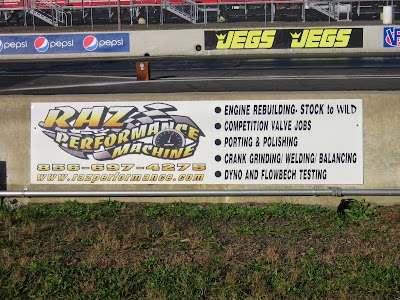 pepsi pepsi JEGS JEGS
RAZ
PERFORMANCE
MACHINE
856-697-4275
www.razperformance.com
ENGINE REBUILDING- STOCK to WILD
COMPETITION VALVE JOBS
PORTING & POLISHING
CRANK GRINDING/ WELDING/ BALANCING
DYNO AND FLOWBECH TESTING